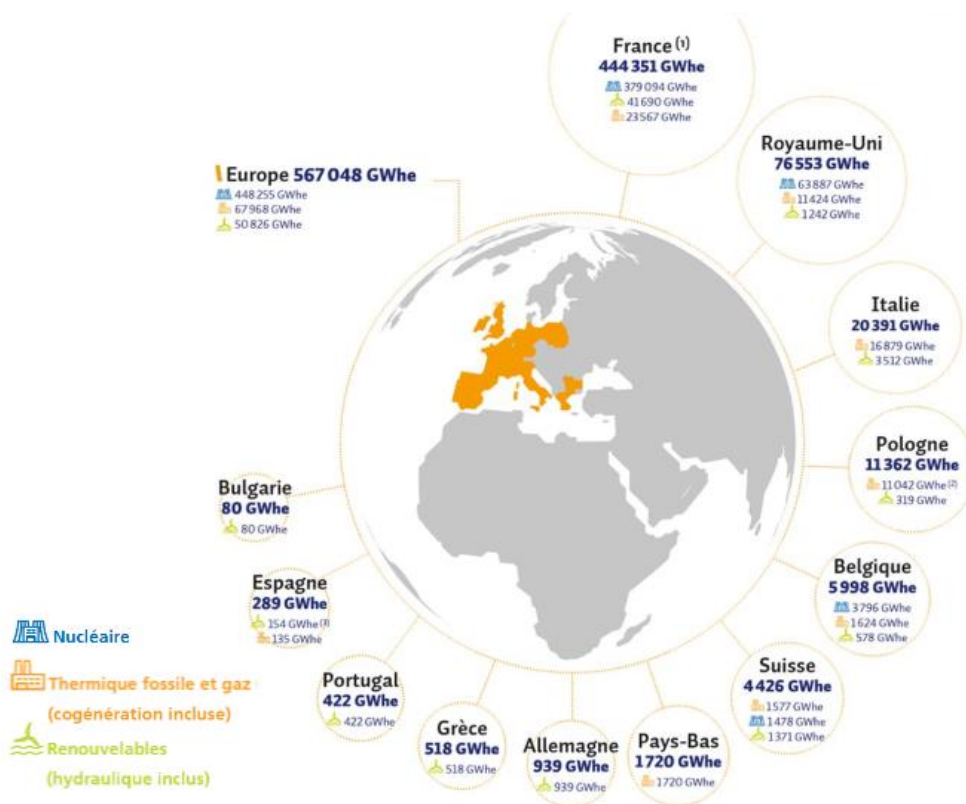 France (1)
444 351 GWhe
379 094 GWhe
41 690 GWhe
23 567 GWhe
Royaume-Uni
76 553 GWhe
63 887 GWhe
11 424 GWhe
1 242 GWhe
Europe 567 048 GWhe
448 255 GWhe
67 968 GWhe
50 826 GWhe
Italie
20 391 GWhe
16 879 GWhe
3 512 GWhe
Pologne
11 362 GWhe
11 042 GWhe (2)
319 GWhe
Bulgarie
80 GWhe
80 GWhe
Belgique
5 998 GWhe
3 796 GWhe
1 624 GWhe
578 GWhe
Espagne
289 GWhe
154 GWhe (3)
135 GWhe
Suisse
4 426 GWhe
1 577 GWhe
1 478 GWhe
1 371 GWhe
Portugal
422 GWhe
422 GWhe
Grèce
518 GWhe
518 GWhe
Allemagne
939 GWhe
939 GWhe
Pays-Bas
1 720 GWhe
1 720 GWhe
Nucléaire
Thermique fossile et gaz
(cogénération incluse)
Renouvelables
(hydraulique inclus)